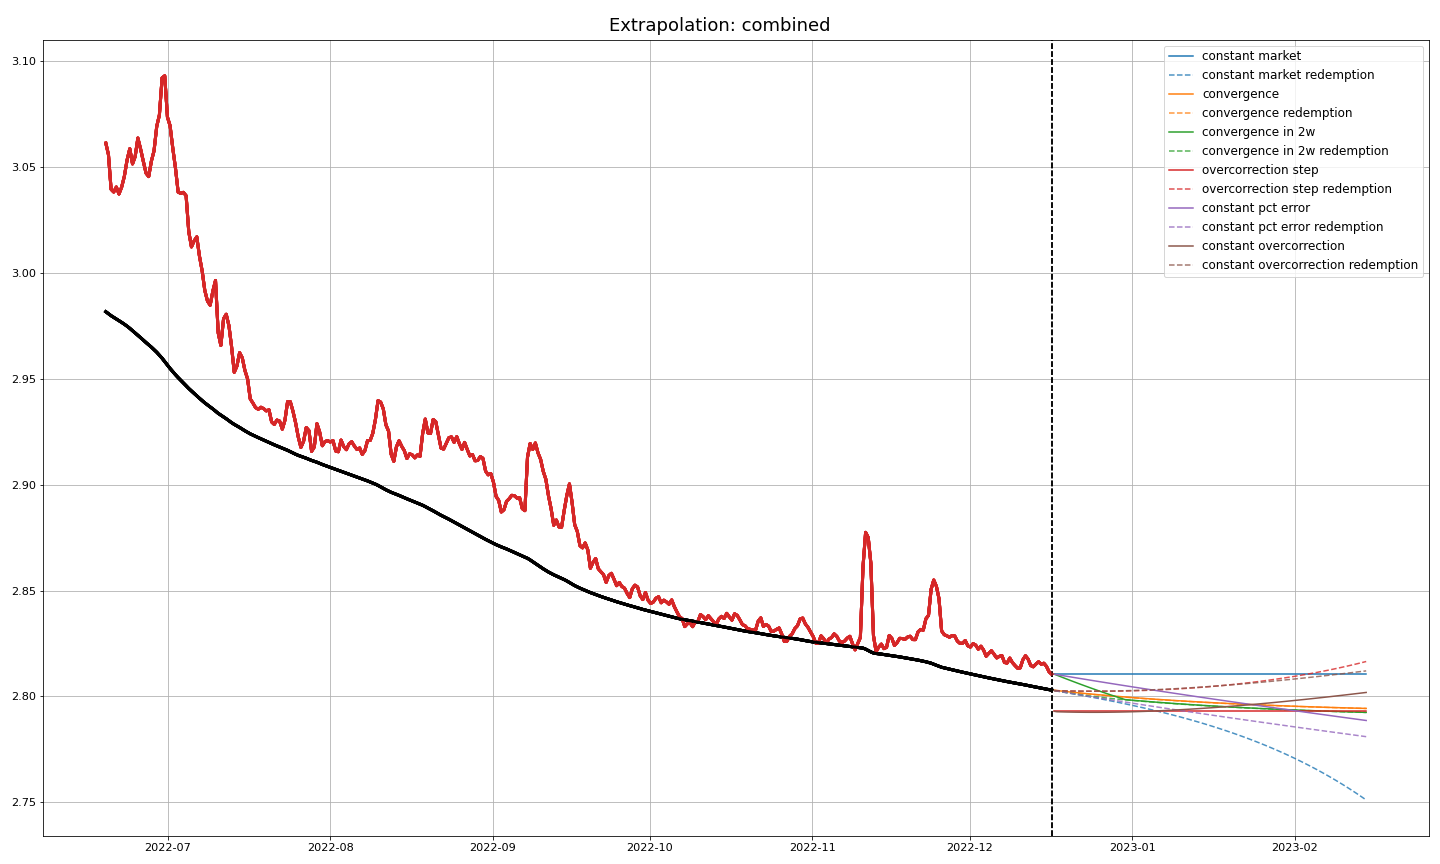 Extrapolation: combined
3.10
3.05
3.00
2.95
2.90
2.85
2.80
2.75
constant market
constant market redemption
convergence
convergence redemption
convergence in 2w
convergence in 2w redemption
overcorrection step
overcorrection step redemption
constant pct error
constant pct error redemption
constant overcorrection
constant overcorrection redemption
2022-07
2022-08
2022-09
2022-10
2022-11
2022-12
2023-01
2023-02